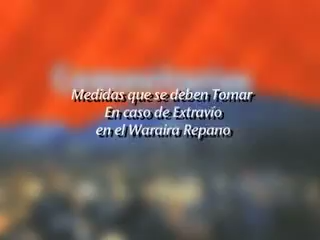 Medidas que se deben Tomar
En caso de Extravío
en el Waraira Repano